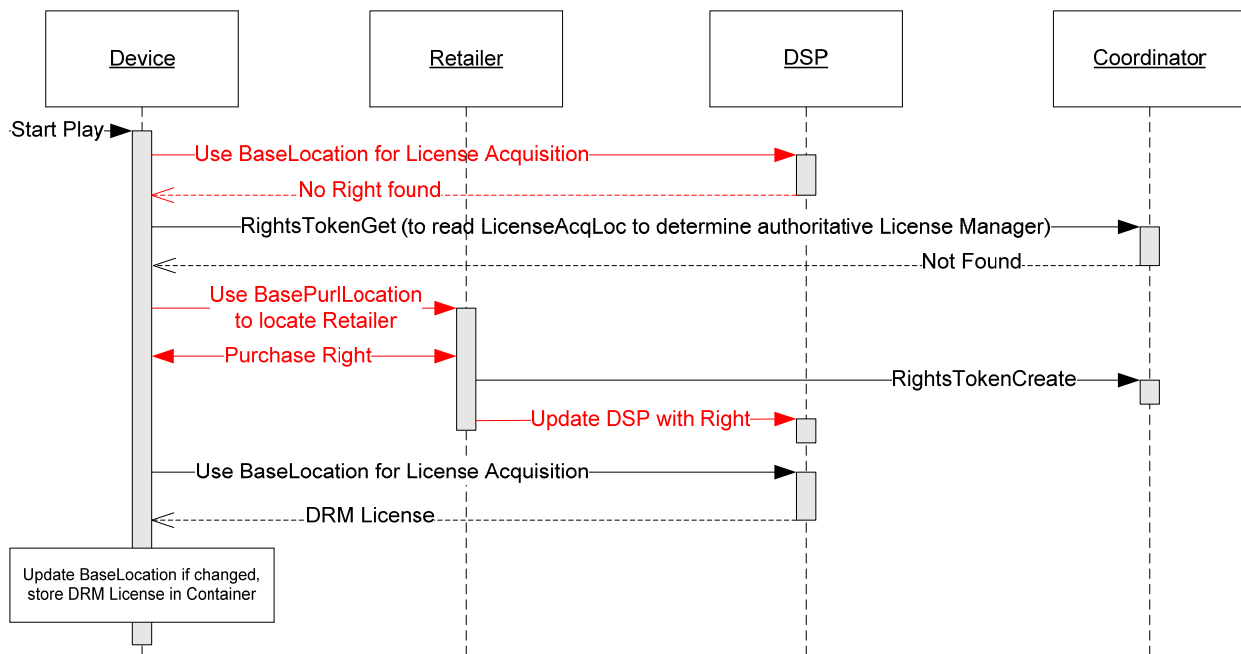 Device
Retailer
DSP
Coordinator
Start Play
Use BaseLocation for License Acquisition
No Right found
RightsTokenGet (to read LicenseAcqLoc to determine authoritative License Manager)
Not Found
Use BasePurlLocation
to locate Retailer
Purchase Right
RightsTokenCreate
Update DSP with Right
Use BaseLocation for License Acquisition
DRM License
Update BaseLocation if changed,
store DRM License in Container